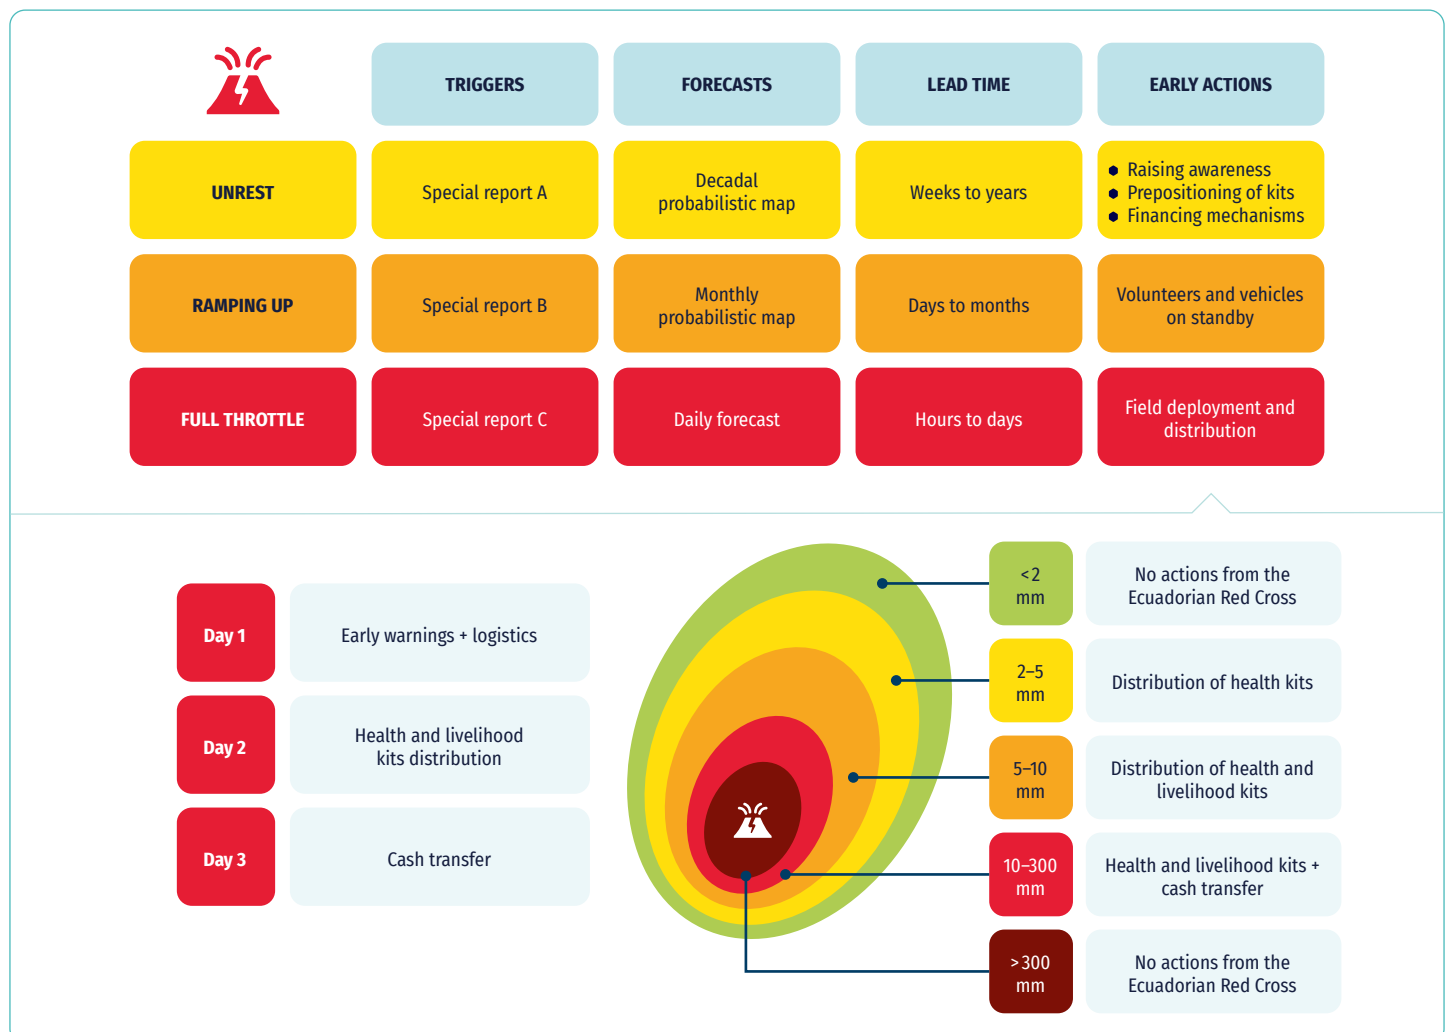 TRIGGERS
FORECASTS
LEAD TIME
EARLY ACTIONS
UNREST
Special report A
Decadal
probabilistic map
Weeks to years
Raising awareness
Prepositioning of kits
Financing mechanisms
RAMPING UP
Special report B
Monthly
probabilistic map
Days to months
Volunteers and vehicles
on standby
FULL THROTTLE
Special report C
Daily forecast
Hours to days
Field deployment and
distribution
Day 1
Early warnings + logistics
Day 2
Health and livelihood
kits distribution
Day 3
Cash transfer
<2
mm
No actions from the
Ecuadorian Red Cross
2–5
mm
Distribution of health kits
5–10
mm
Distribution of health and
livelihood kits
10–300
mm
Health and livelihood kits +
cash transfer
>300
mm
No actions from the
Ecuadorian Red Cross